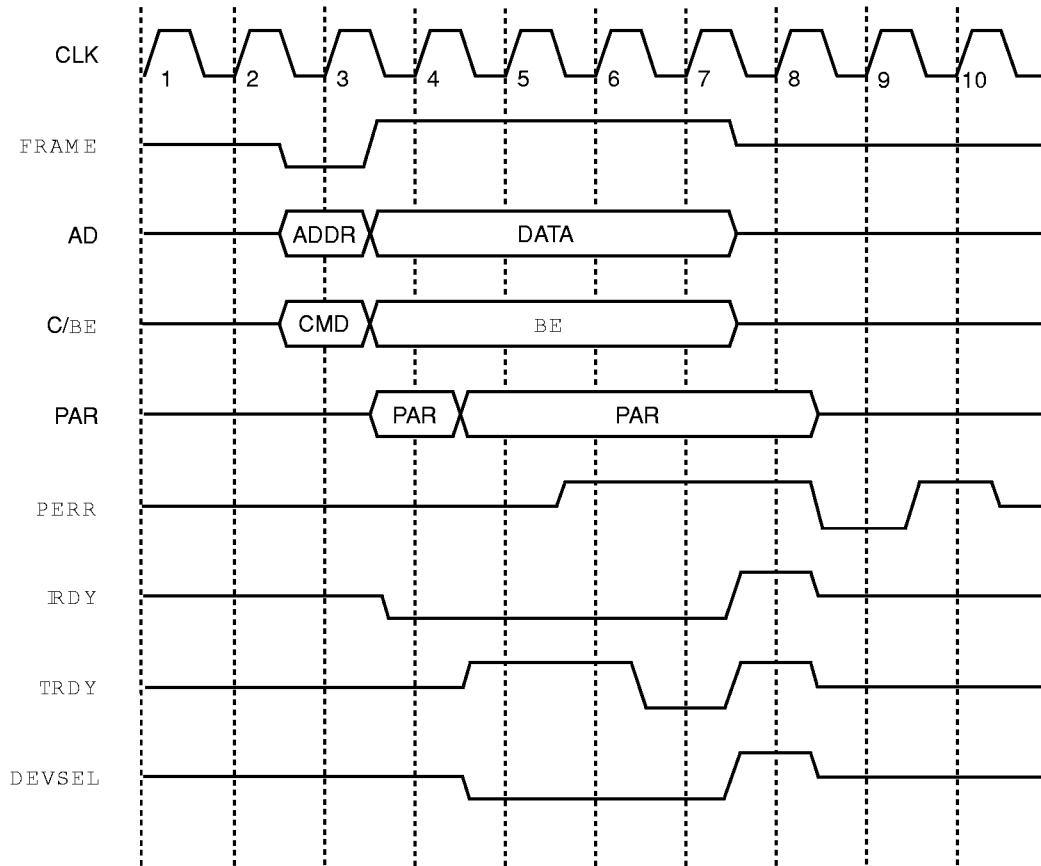 CLK
1 2 3 4 5 6 7 8 9 10
FRAME
AD ADDR DATA
C/BE CMD BE
PAR PAR PAR
PERR
IRDY
TRDY
DEVSEL